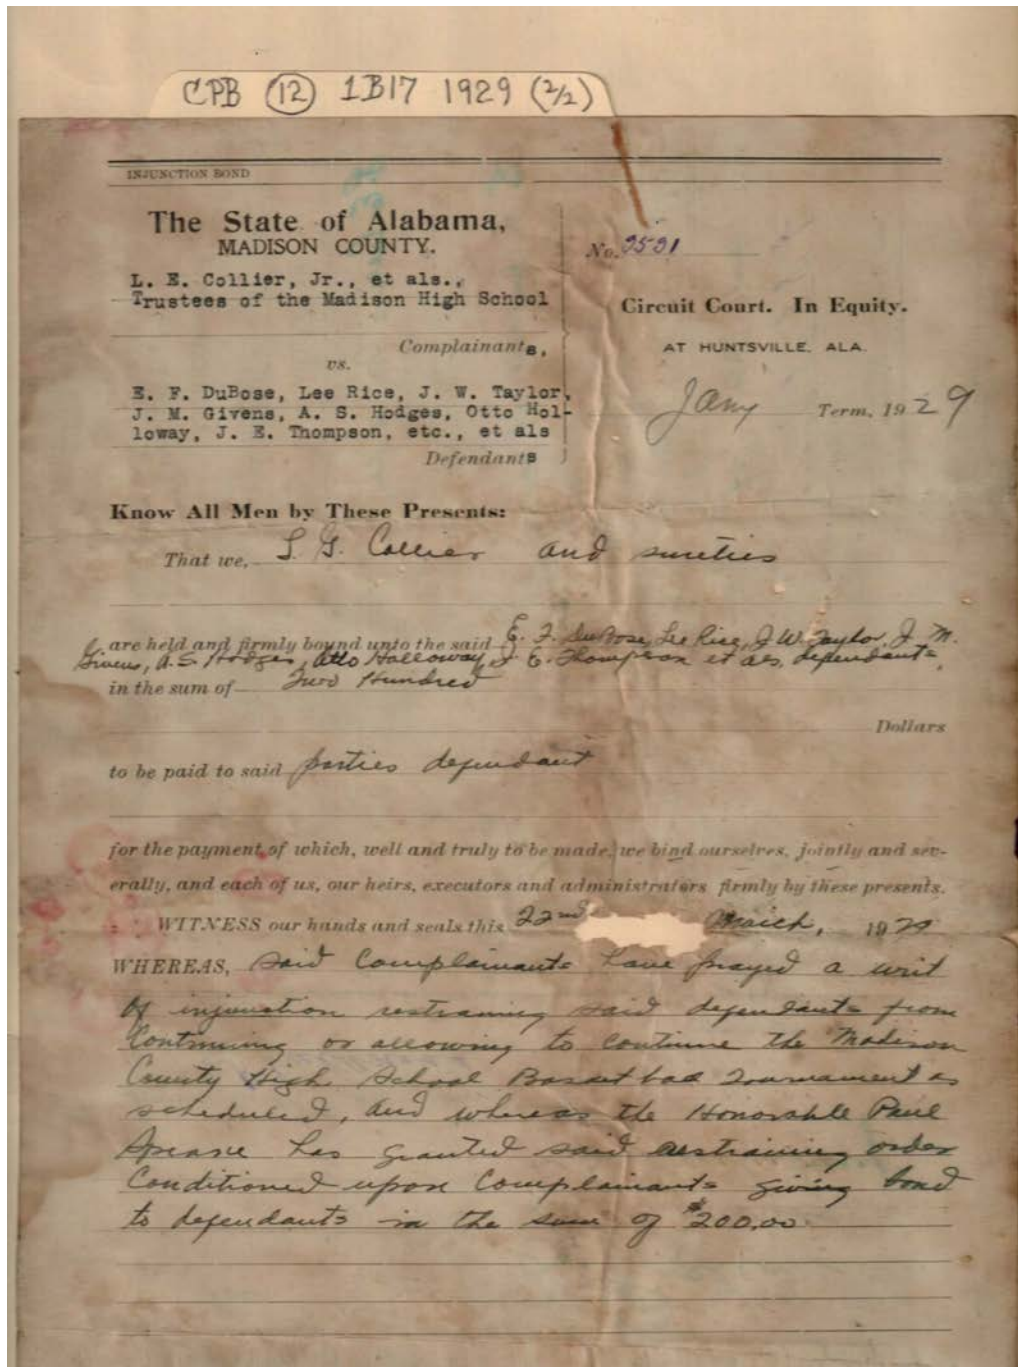 CPB (12) 1B17 1929 (2/2)
INJUNCTION BOND
The State of Alabama,
MADISON COUNTY.
L. E. Collier, Jr., et als.,
Trustees of the Madison High School
Complainants,
vs.
E. F. DuBose, Lee Rice, J. W. Taylor,
J. M. Givens, A. S. Hodges, Otto Hol-
loway, J. E. Thompson, etc., et als
Defendants
No. 3531
Circuit Court. In Equity.
AT HUNTSVILLE, ALA.
Jany Term, 1929
Know All Men by These Presents:
That we, L. G. Collier and sureties
are held and firmly bound unto the said E. F. DuBose, Lee Rice, J. W. Taylor, J. M.
Givens, A. S. Hodges, Otto Holloway, J. E. Thompson et als, dependants,
in the sum of Two Hundred
Dollars
to be paid to said parties dependant
for the payment of which, well and truly to be made, we bind ourselves, jointly and sev-
erally, and each of us, our heirs, executors and administrators firmly by these presents.
WITNESS our hands and seals this 22nd March, 1929
WHEREAS, said Complainants have prayed a writ
of injunction restraining said dependants from
Continuing or allowing to continue the Madison
County High School Basket ball Tournament as
scheduled, and whereas the Honorable Paul
Speake has granted said restraining order
Conditioned upon Complainants giving bond
to dependants in the sum of $200.00